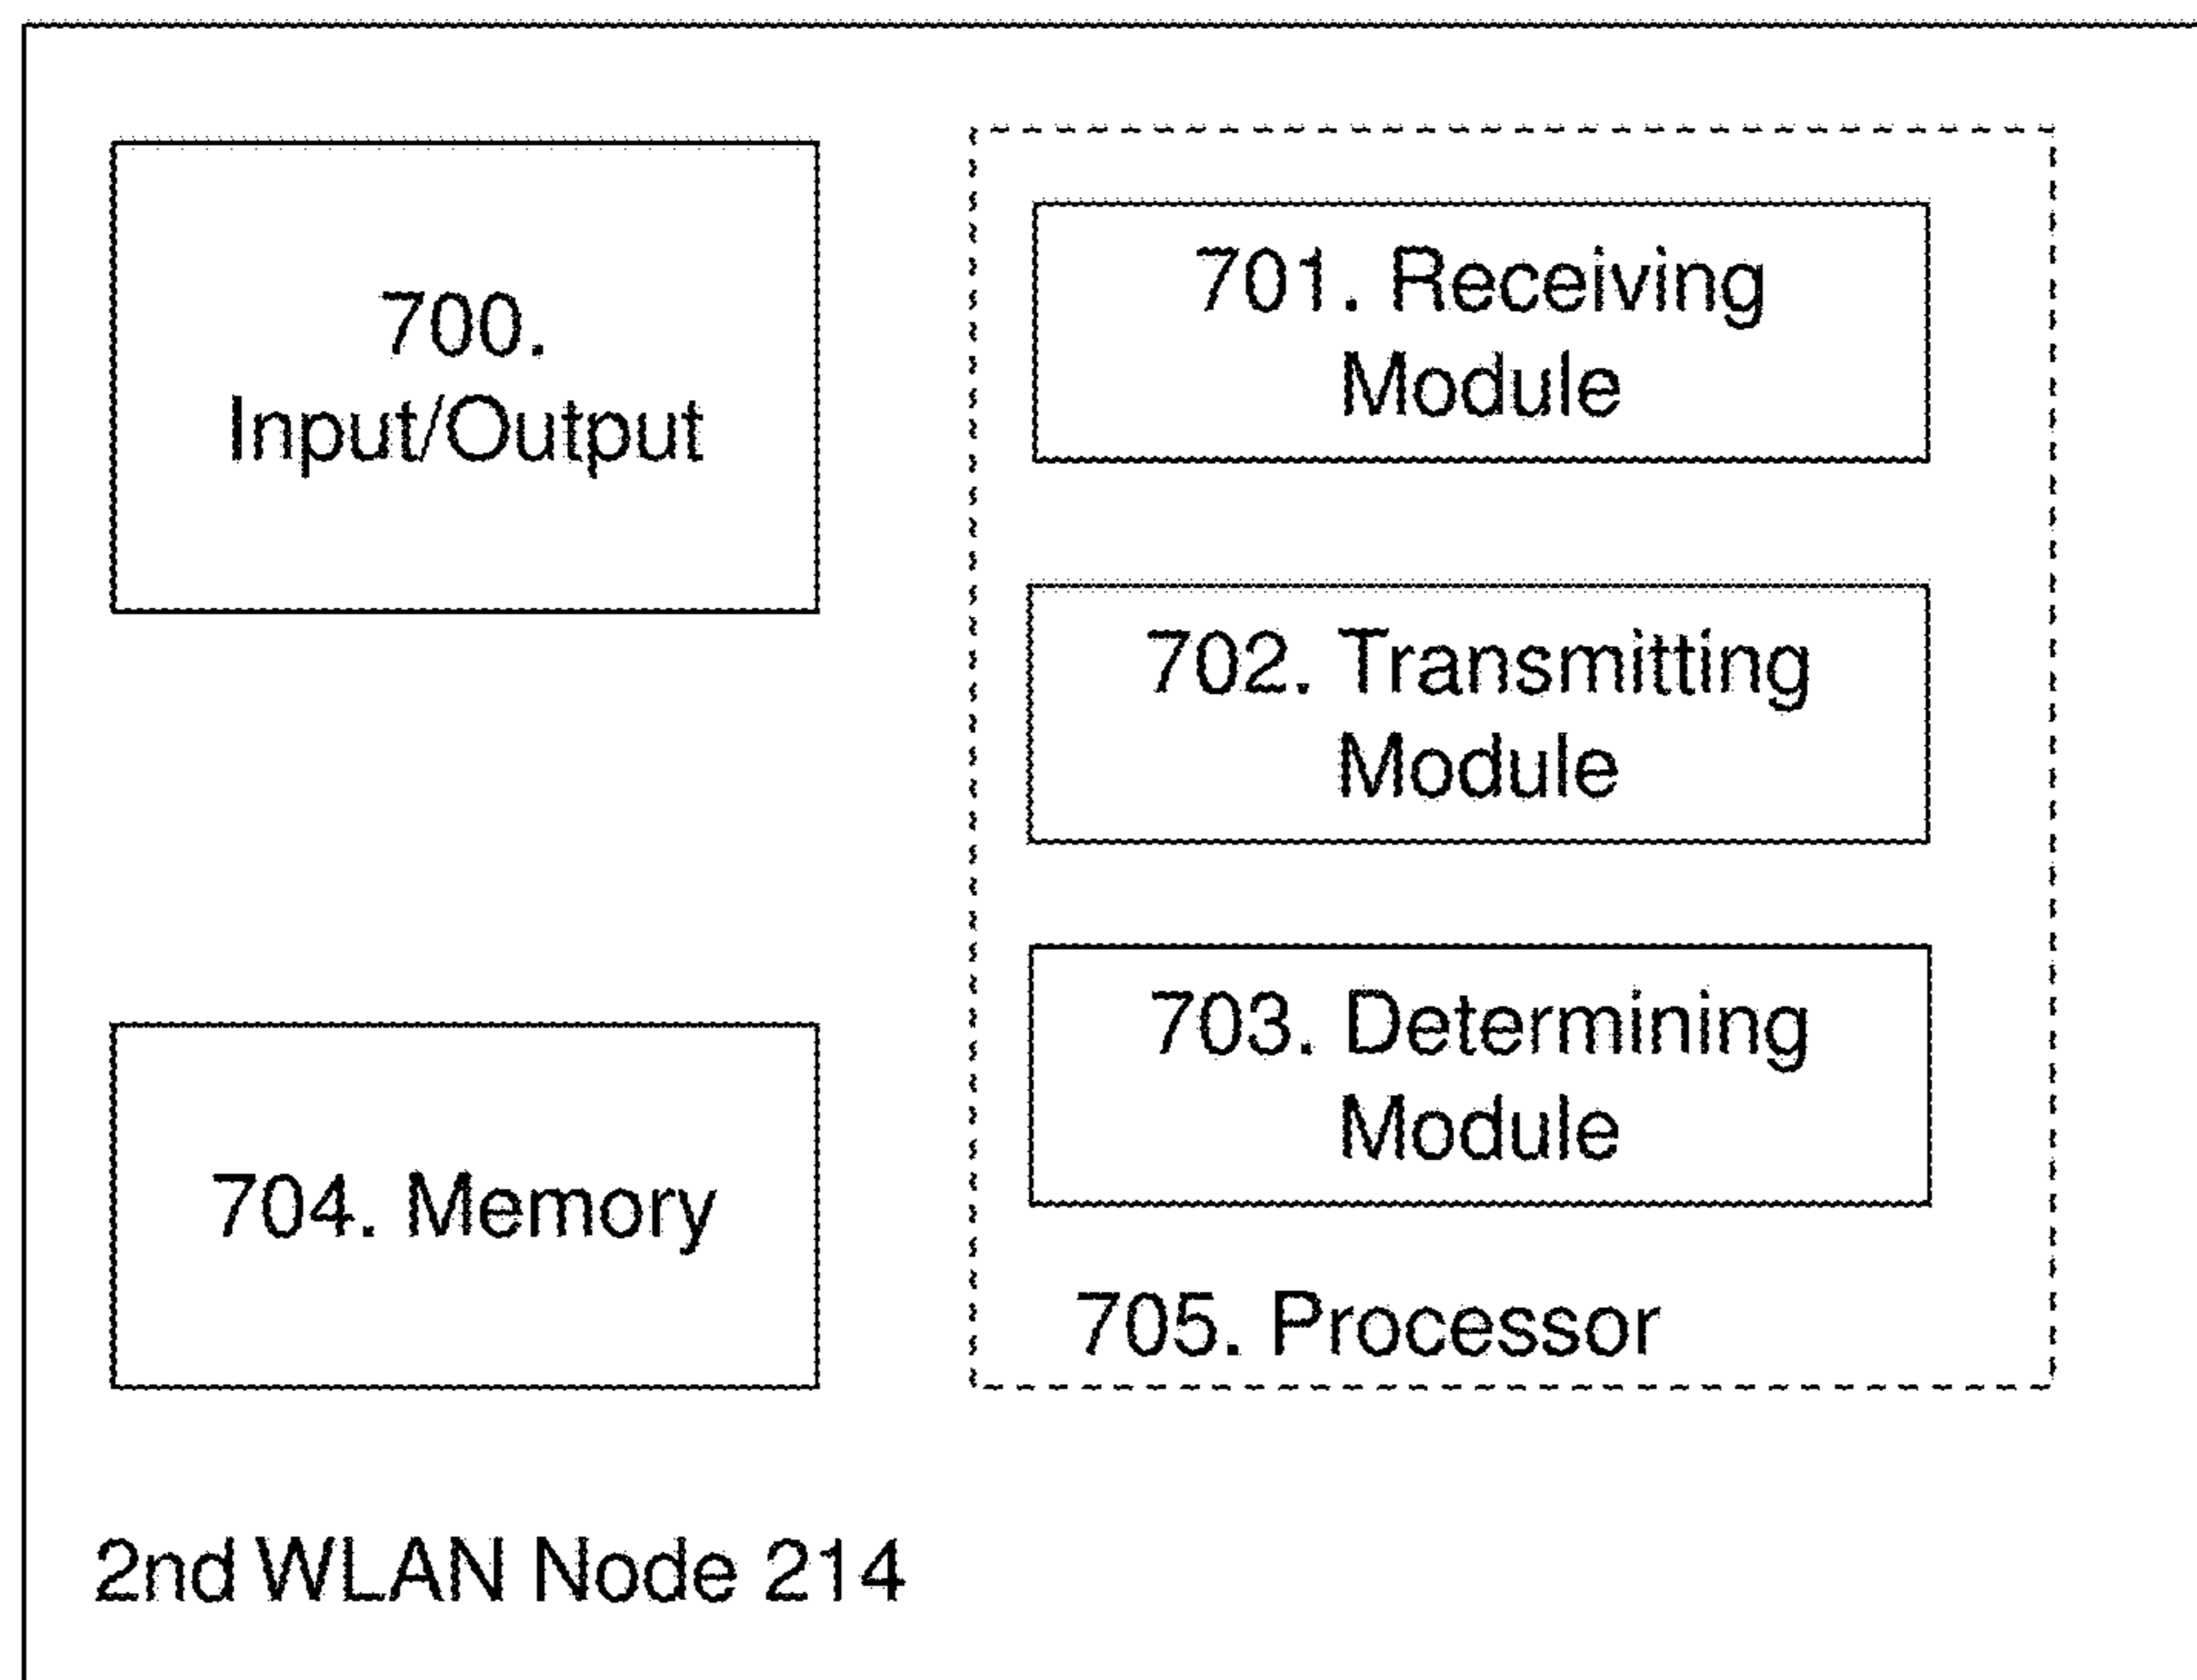 700.
Input/Output
701. Receiving
Module
702. Transmitting
Module
703. Determining
Module
704. Memory
705. Processor
2nd WLAN Node 214